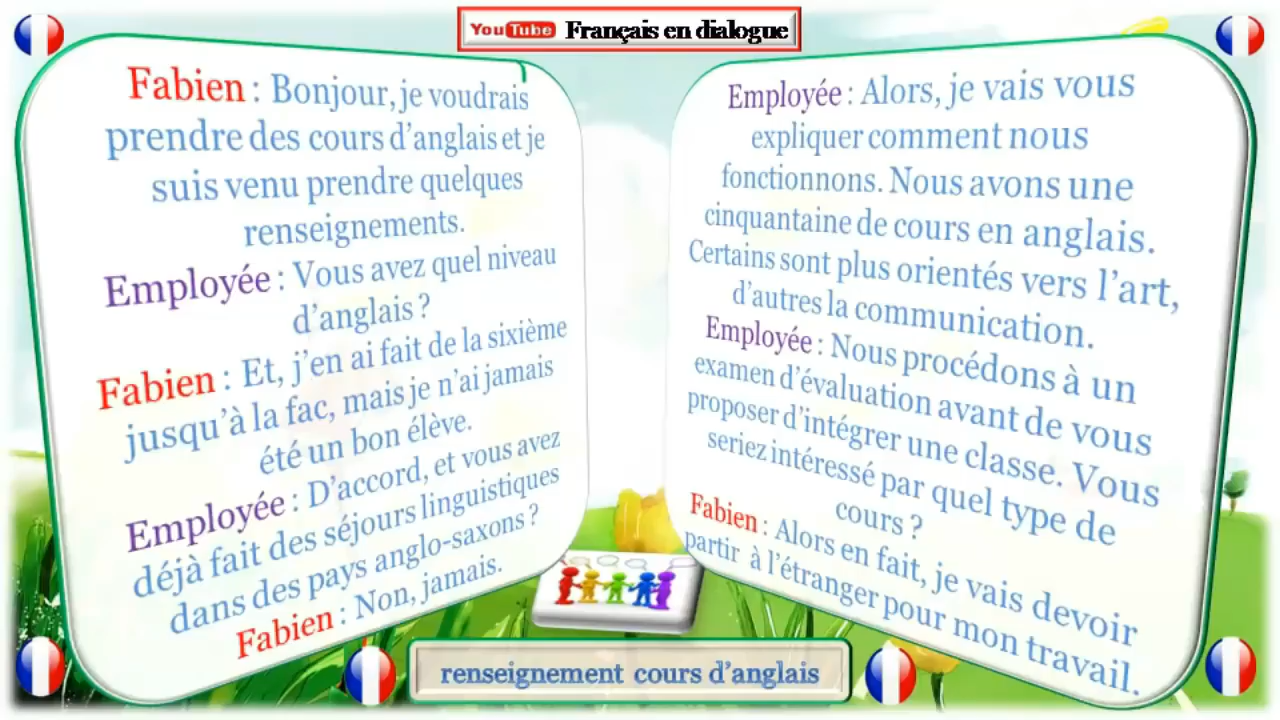 YouTube Français en dialogue
Fabien : Bonjour, je voudrais
prendre des cours d’anglais et je
suis venu prendre quelques
renseignements.
Employée : Vous avez quel niveau
d’anglais ?
Fabien : Et, j’en ai fait de la sixième
jusqu’à la fac, mais je n’ai jamais
été un bon élève.
Employée : D’accord, et vous avez
déjà fait des séjours linguistiques
dans des pays anglo-saxons ?
Fabien : Non, jamais.
Employée : Alors, je vais vous
expliquer comment nous
fonctionnons. Nous avons une
cinquantaine de cours en anglais.
Certains sont plus orientés vers l’art,
d’autres la communication.
Employée : Nous procédons à un
examen d’évaluation avant de vous
proposer d’intégrer une classe. Vous
seriez intéressé par quel type de
cours ?
Fabien : Alors en fait, je vais devoir
partir à l’étranger pour mon travail.
renseignement cours d’anglais